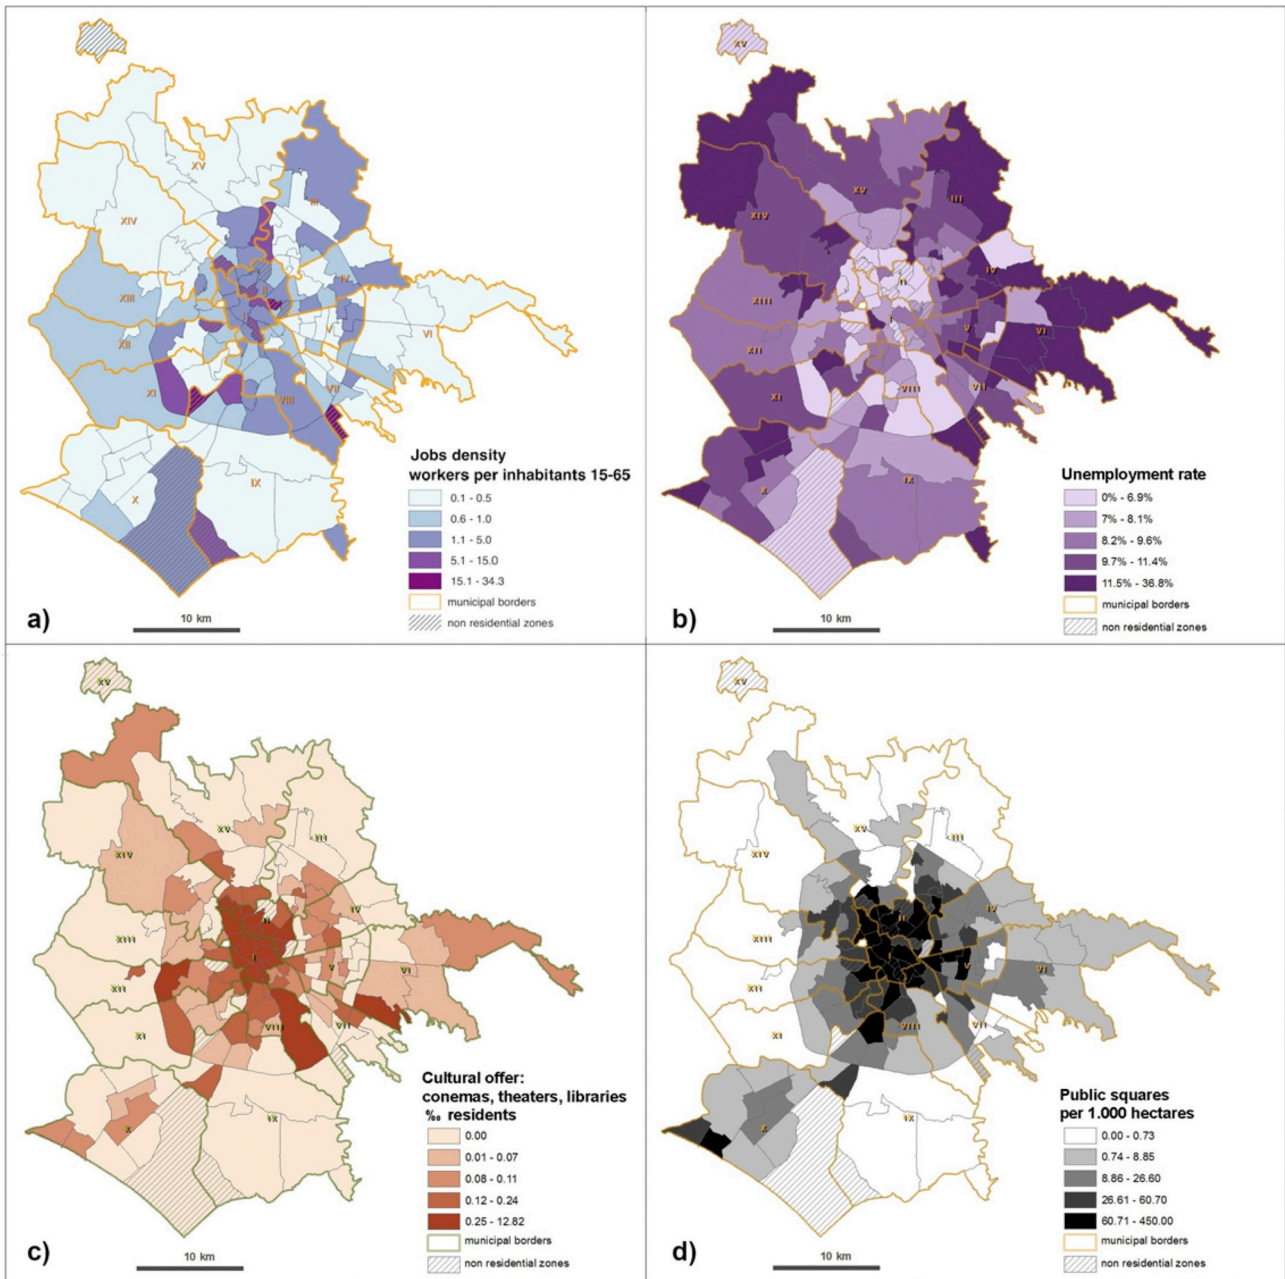 XV
XIV
III
XIII
IV
II
I
XII
V
VI
XI
VIII
VII
X
IX
Jobs density
workers per inhabitants 15-65
0.1 - 0.5
0.6 - 1.0
1.1 - 5.0
5.1 - 15.0
15.1 - 34.3
municipal borders
non residential zones
10 km
a)
XV
XV
III
XIV
IV
II
XIII
I
V
VI
XII
XI
VIII
VII
X
IX
Unemployment rate
0% - 6.9%
7% - 8.1%
8.2% - 9.6%
9.7% - 11.4%
11.5% - 36.8%
municipal borders
non residential zones
10 km
b)
XV
XV
III
XIV
IV
II
XIII
I
V
VI
XII
XI
VIII
VII
X
IX
Cultural offer:
conemas, theaters, libraries
‰ residents
0.00
0.01 - 0.07
0.08 - 0.11
0.12 - 0.24
0.25 - 12.82
municipal borders
non residential zones
10 km
c)
XV
XV
III
XIV
IV
II
XIII
I
V
VI
XII
XI
VIII
VII
X
IX
Public squares
per 1.000 hectares
0.00 - 0.73
0.74 - 8.85
8.86 - 26.60
26.61 - 60.70
60.71 - 450.00
municipal borders
non residential zones
10 km
d)